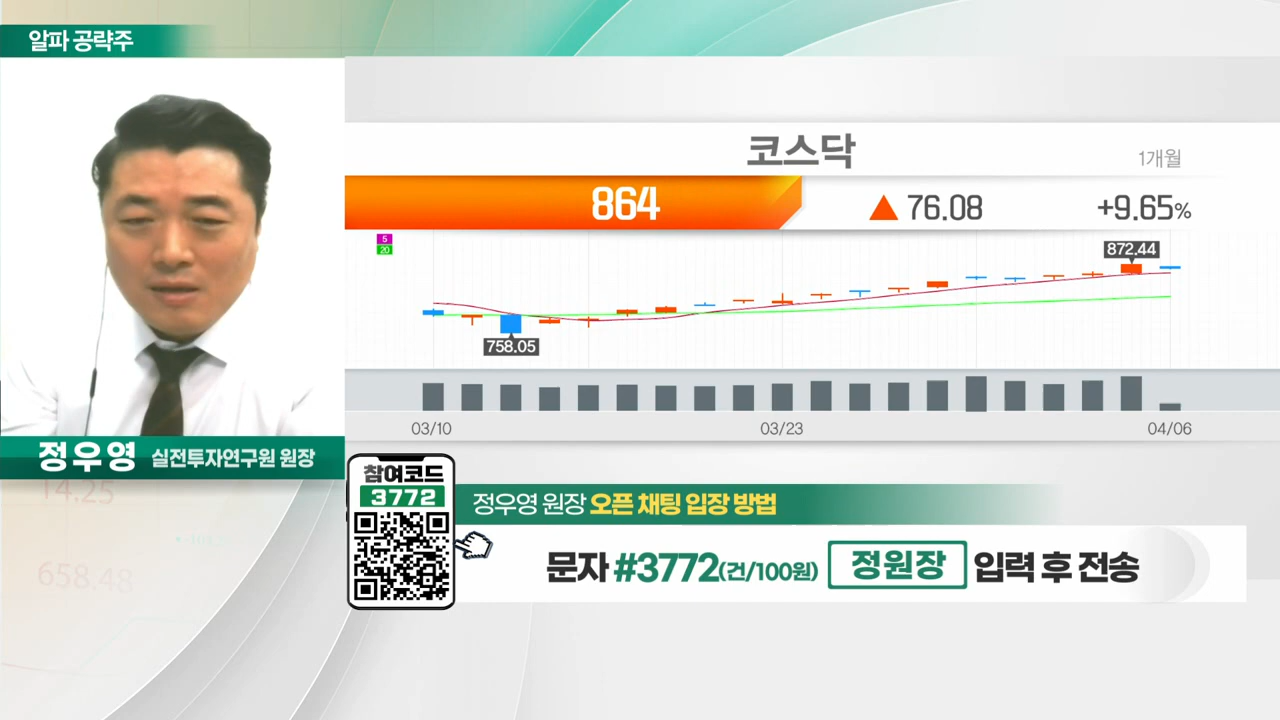 알파 공략주
코스닥
1개월
864
▲ 76.08
+9.65%
5
20
872.44
758.05
03/10
03/23
04/06
정우영 실전투자연구원 원장
14.25
658.48
참여코드
3772
정우영 원장 오픈 채팅 입장 방법
문자 #3772(건/100원) 정원장 입력 후 전송